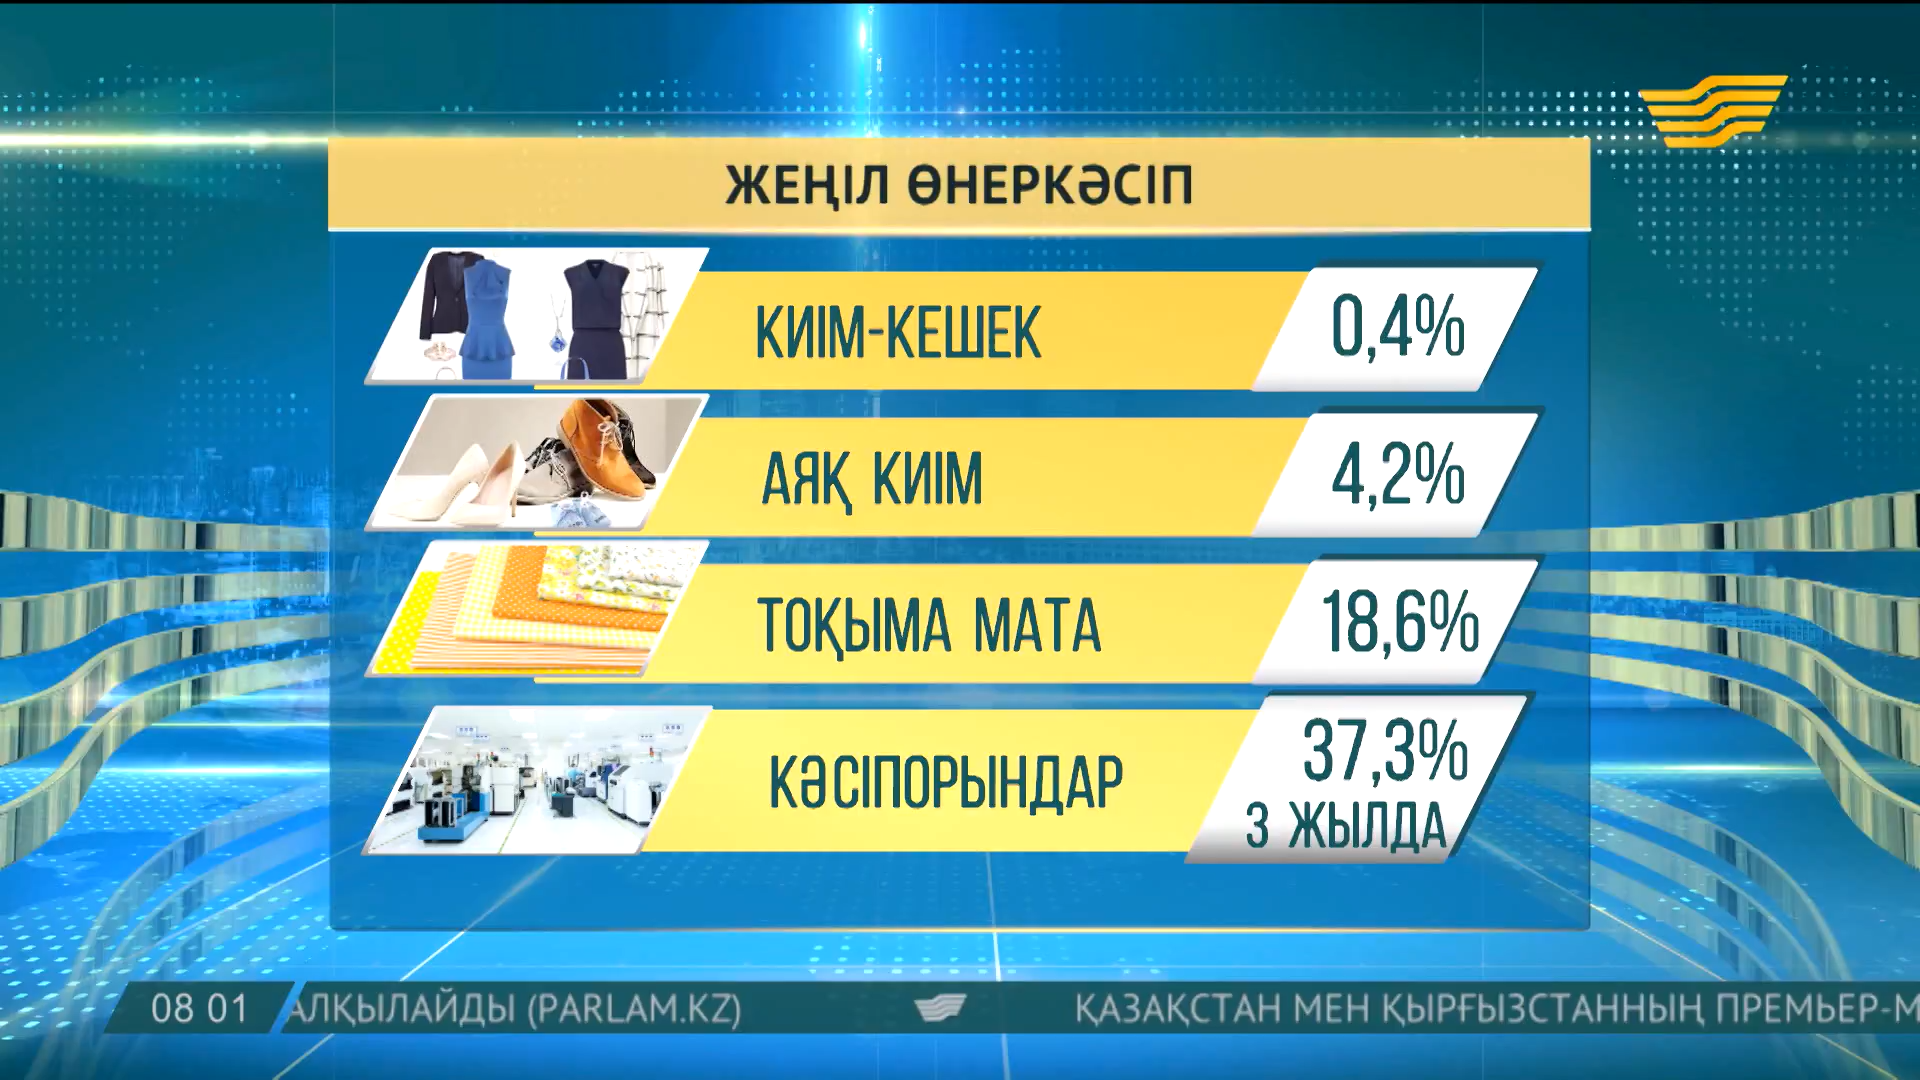 ЖЕҢІЛ ӨНЕРКӘСІП
КИІМ-КЕШЕК
0,4%
АЯҚ КИІМ
4,2%
ТОҚЫМА МАТА
18,6%
КӘСІПОРЫНДАР
37,3%
3 ЖЫЛДА
08 01
АЛҚЫЛАЙДЫ (PARLAM.KZ)
ҚАЗАҚСТАН МЕН ҚЫРҒЫЗСТАННЫҢ ПРЕМЬЕР-М